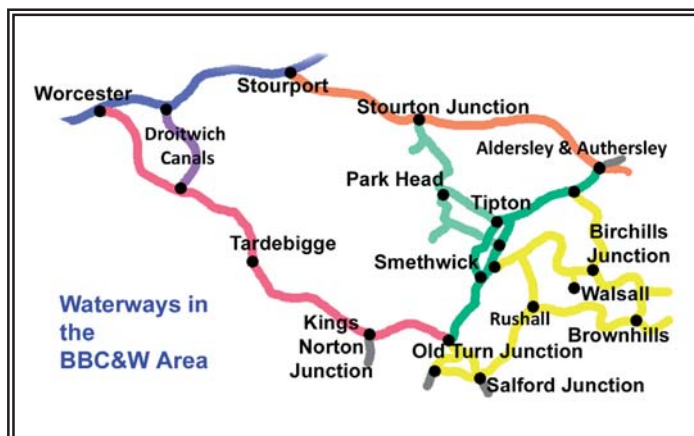 Worcester
Stourport
Droitwich
Canals
Stourton Junction
Aldersley & Authersley
Park Head
Tipton
Birchills
Junction
Tardebigge
Smethwick
Walsall
Waterways in
the
BBC&W Area
Kings
Norton
Junction
Rushall
Brownhills
Old Turn Junction
Salford Junction